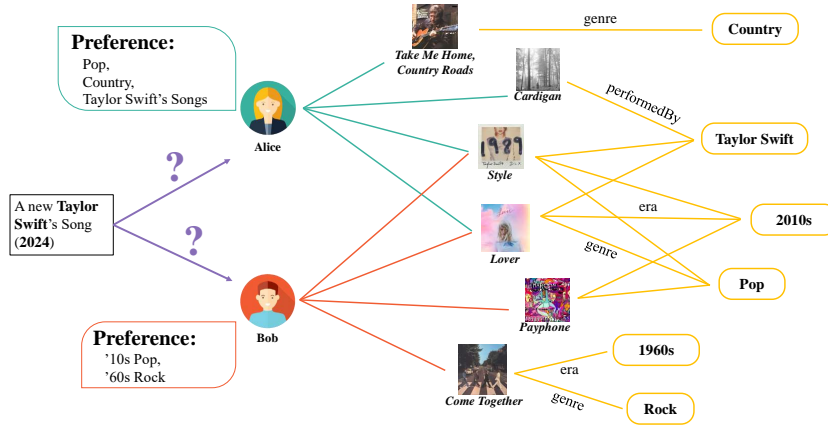 Preference:
Pop,
Country,
Taylor Swift's Songs
Alice
?
?
A new Taylor
Swift's Song
(2024)
Bob
Preference:
'10s Pop,
'60s Rock
Take Me Home,
Country Roads
Cardigan
1989
Style
Lover
Payphone
Come Together
genre
performedBy
era
genre
era
genre
Country
Taylor Swift
2010s
Pop
1960s
Rock